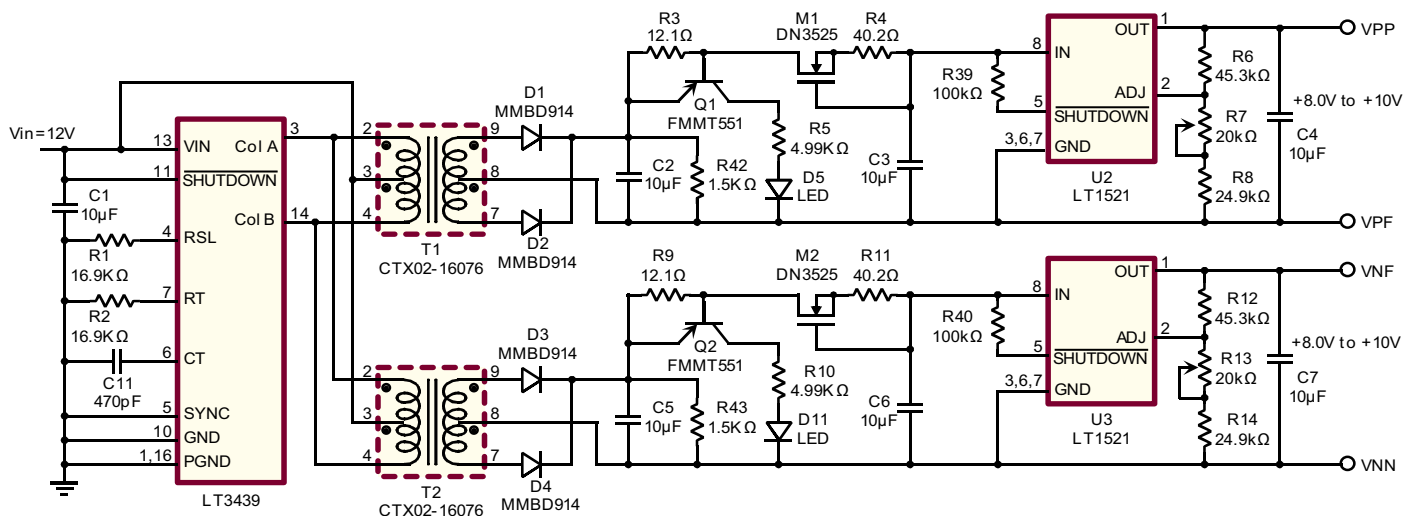 Vin=12V
13
VIN
11
SHUTDOWN
C1
10µF
4
RSL
R1
16.9KΩ
7
RT
R2
16.9KΩ
6
CT
C11
470pF
5
SYNC
10
GND
1,16
PGND
Col A
3
Col B
14
LT3439
2
3
4
9
8
7
T1
CTX02-16076
D1
MMBD914
D2
MMBD914
2
3
4
9
8
7
T2
CTX02-16076
D3
MMBD914
D4
MMBD914
R3
12.1Ω
Q1
FMMT551
M1
DN3525
R4
40.2Ω
C2
10µF
R42
1.5KΩ
R5
4.99KΩ
D5
LED
C3
10µF
R39
100kΩ
8
IN
5
SHUTDOWN
3,6,7
GND
OUT
1
ADJ
2
U2
LT1521
R6
45.3kΩ
R7
20kΩ
R8
24.9kΩ
+8.0V to +10V
C4
10µF
VPP
VPF
R9
12.1Ω
Q2
FMMT551
M2
DN3525
R11
40.2Ω
C5
10µF
R43
1.5KΩ
R10
4.99KΩ
D11
LED
C6
10µF
R40
100kΩ
8
IN
5
SHUTDOWN
3,6,7
GND
OUT
1
ADJ
2
U3
LT1521
R12
45.3kΩ
R13
20kΩ
R14
24.9kΩ
+8.0V to +10V
C7
10µF
VNF
VNN